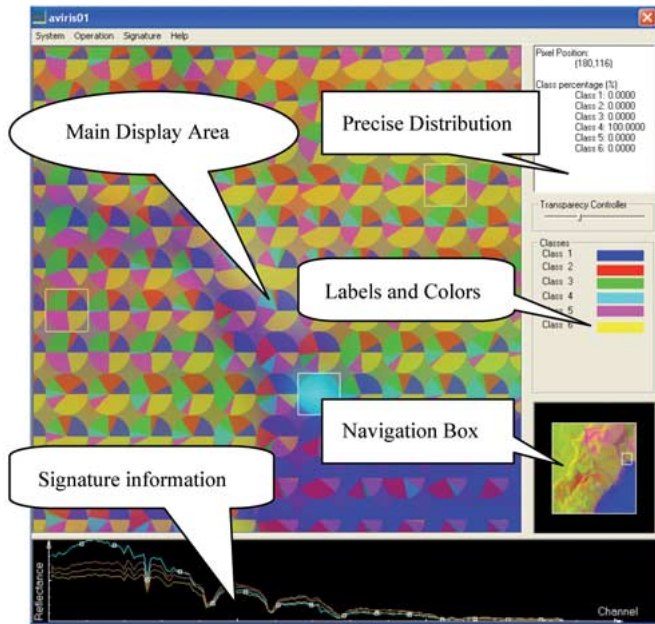 aviris01
System Operation Signature Help
Main Display Area
Pixel Position:
(180,116)
Class percentage (%)
Class 1: 0.0000
Class 2: 0.0000
Class 3: 0.0000
Class 4: 100.0000
Class 5: 0.0000
Class 6: 0.0000
Precise Distribution
Transparecy Controller
Classes
Class 1
Class 2
Class 3
Class 4
Class 5
Class 6
Labels and Colors
Navigation Box
Signature information
Reflectance
Channel